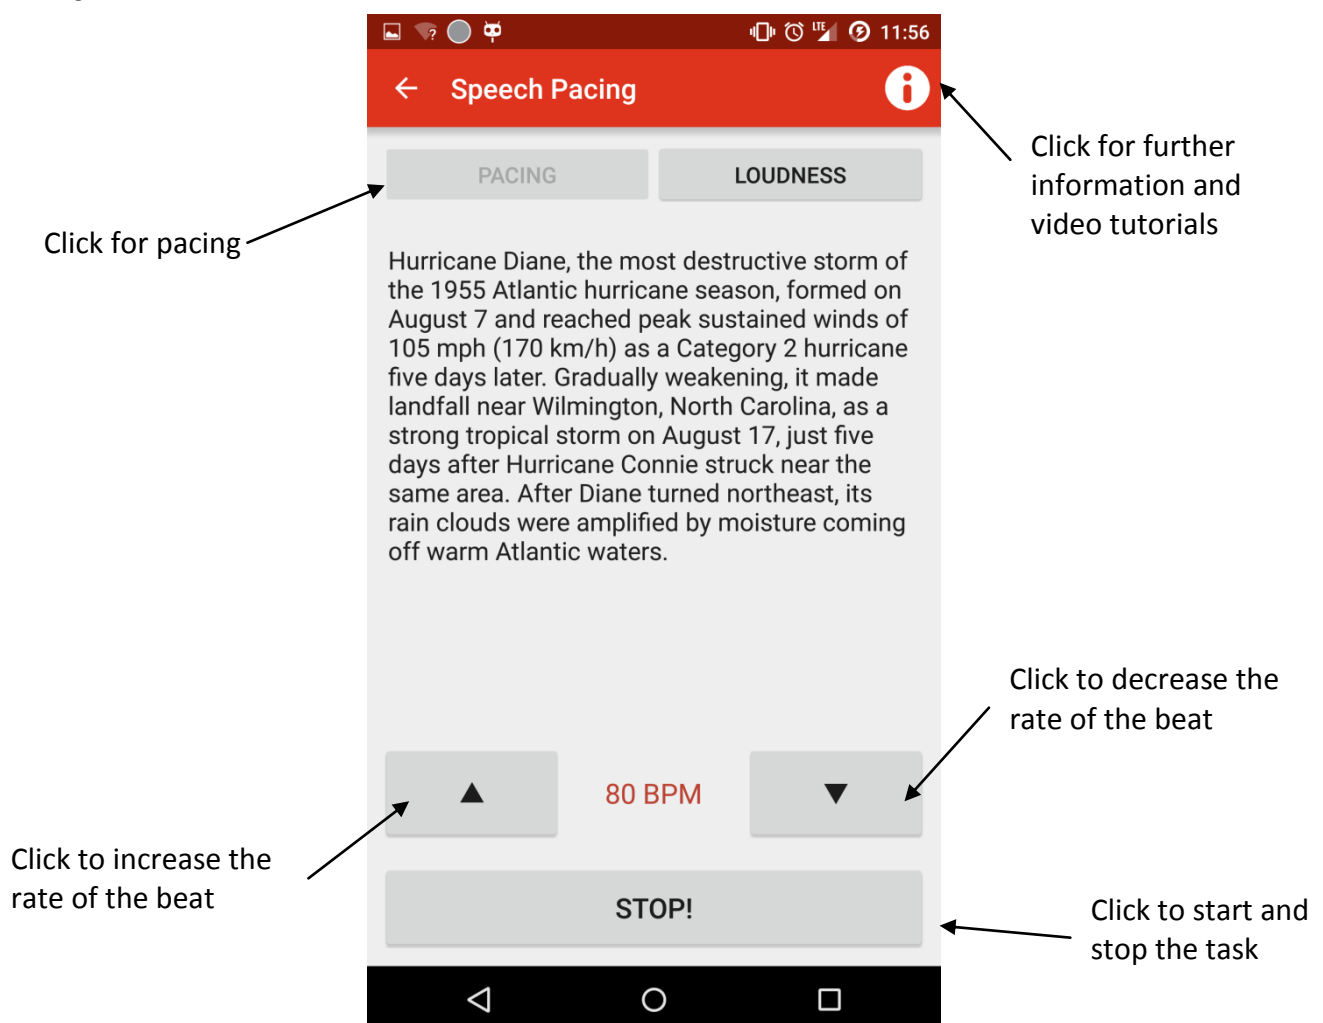 LTE 11:56
Speech Pacing
Click for further
information and
video tutorials
PACING LOUDNESS
Click for pacing
Hurricane Diane, the most destructive storm of
the 1955 Atlantic hurricane season, formed on
August 7 and reached peak sustained winds of
105 mph (170 km/h) as a Category 2 hurricane
five days later. Gradually weakening, it made
landfall near Wilmington, North Carolina, as a
strong tropical storm on August 17, just five
days after Hurricane Connie struck near the
same area. After Diane turned northeast, its
rain clouds were amplified by moisture coming
off warm Atlantic waters.
Click to decrease the
rate of the beat
80 BPM
Click to increase the
rate of the beat
STOP!
Click to start and
stop the task